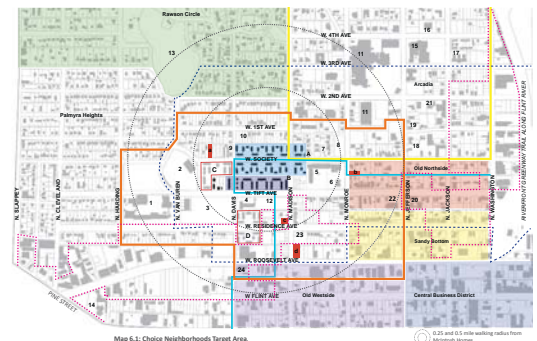 Rawson Circle
W. 4TH AVE
13
11
15
16
17
W. 3RD AVE
Arcadia
W. 2ND AVE
Palmyra Heights
11
21
W. 1ST AVE
19
10
9
A
7
8
18
W. SOCIETY
2
C
5
Old Northside
B
6
W. TIFT AVE
N. SLAPPEY
N. CLEVELAND
N. HARDING
N. VAN BUREN
N. DAVIS
N. MADISON
N. MONROE
N. JEFFERSON
N. JACKSON
N. WASHINGTON
RIVERFRONT GREENWAY TRAIL ALONG FLINT RIVER
1
3
4
12
22
20
W. RESIDENCE AVE
D
23
Sandy Bottom
W. ROOSEVELT AVE
24
PINE STREET
14
W FLINT AVE
Old Westside
Central Business District
Map 6.1: Choice Neighborhoods Target Area.
0.25 and 0.5 mile walking radius from
McIntosh Homes